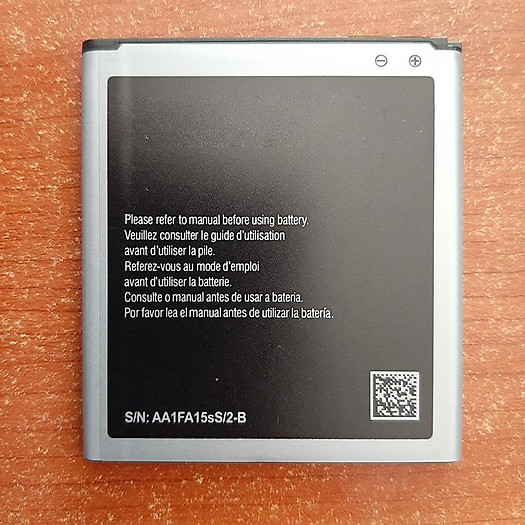 ⊖ ⊕
Please refer to manual before using battery.
Veuillez consulter le guide d'utilisation
avant d'utiliser la pile.
Referez-vous au mode d'emploi
avant d'utiliser la batterie.
Consulte o manual antes de usar a bateria.
Por favor lea el manual antes de utilizar la batería.
S/N: AA1FA15sS/2-B